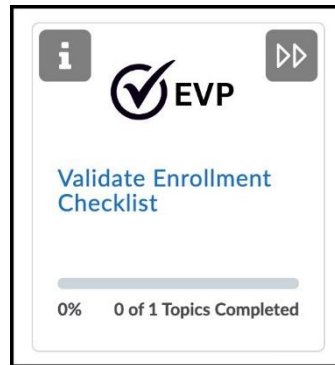 i
EVP
Validate Enrollment
Checklist
0% 0 of 1 Topics Completed